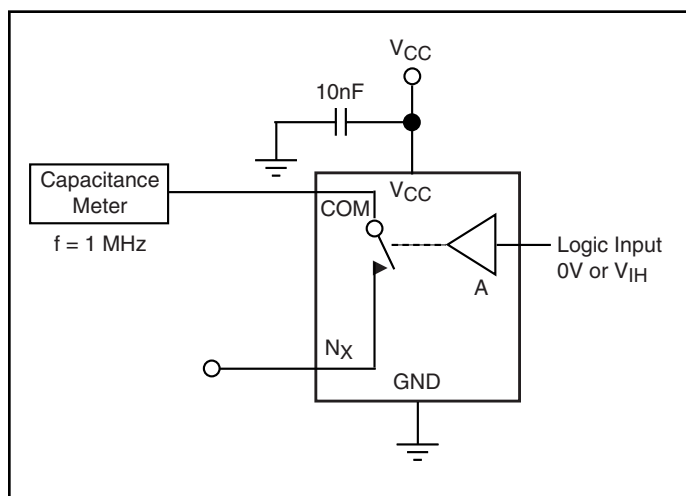 VCC
10nF
Capacitance
Meter
f = 1 MHz
VCC
COM
A
Logic Input
0V or VIH
NX
GND